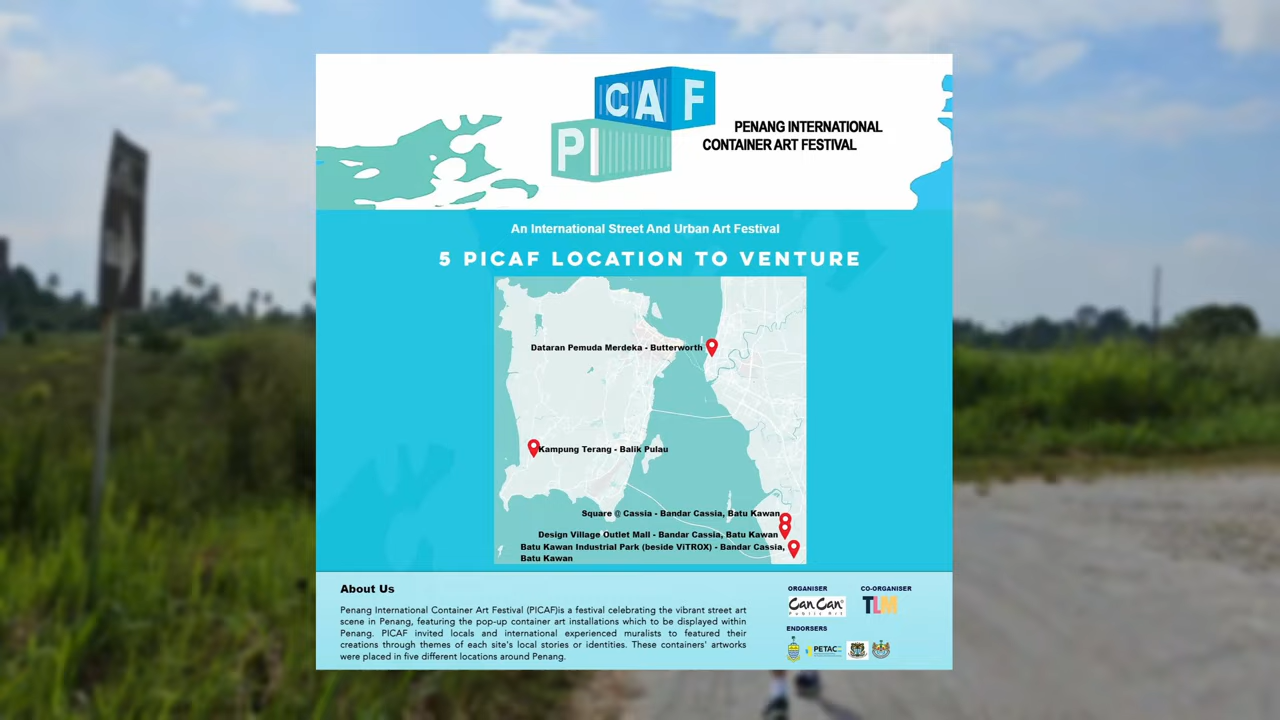 CAF
PI
PENANG INTERNATIONAL
CONTAINER ART FESTIVAL
An International Street And Urban Art Festival
5 PICAF LOCATION TO VENTURE
Dataran Pemuda Merdeka - Butterworth
Kampung Terang - Balik Pulau
Square @ Cassia - Bandar Cassia, Batu Kawan
Design Village Outlet Mall - Bandar Cassia, Batu Kawan
Batu Kawan Industrial Park (beside ViTROX) - Bandar Cassia,
Batu Kawan
About Us
Penang International Container Art Festival (PICAF)is a festival celebrating the vibrant street art
scene in Penang, featuring the pop-up container art installations which to be displayed within
Penang. PICAF invited locals and international experienced muralists to featured their
creations through themes of each site's local stories or identities. These containers' artworks
were placed in five different locations around Penang.
ORGANISER
CO-ORGANISER
Can Can
Public Art
TLM
ENDORSERS
PETAC